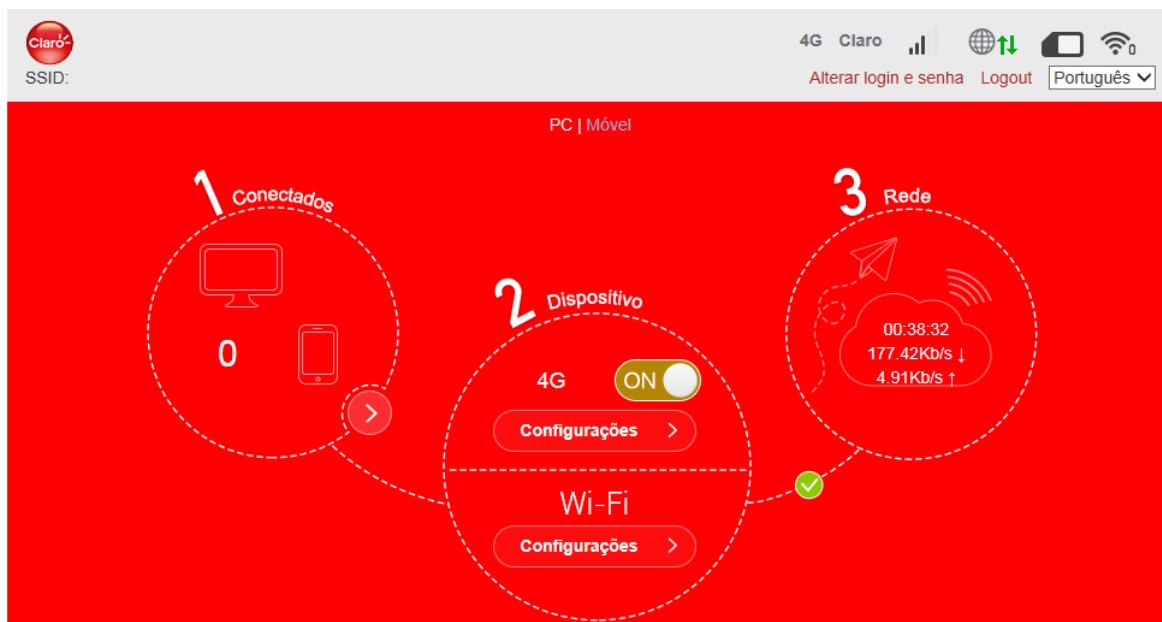 Claro-
4G Claro
0
SSID:
Alterar login e senha Logout Português
PC | Móvel
1 Conectados
0
2 Dispositivo
4G ON
Configurações >
Wi-Fi
Configurações >
3 Rede
00:38:32
177.42Kb/s ↓
4.91Kb/s ↑